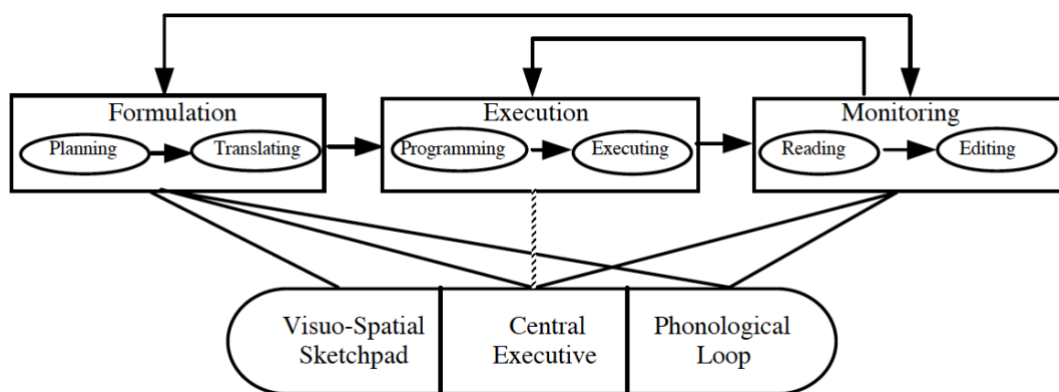 Formulation
Planning
Translating
Execution
Programming
Executing
Monitoring
Reading
Editing
Visuo-Spatial
Sketchpad
Central
Executive
Phonological
Loop